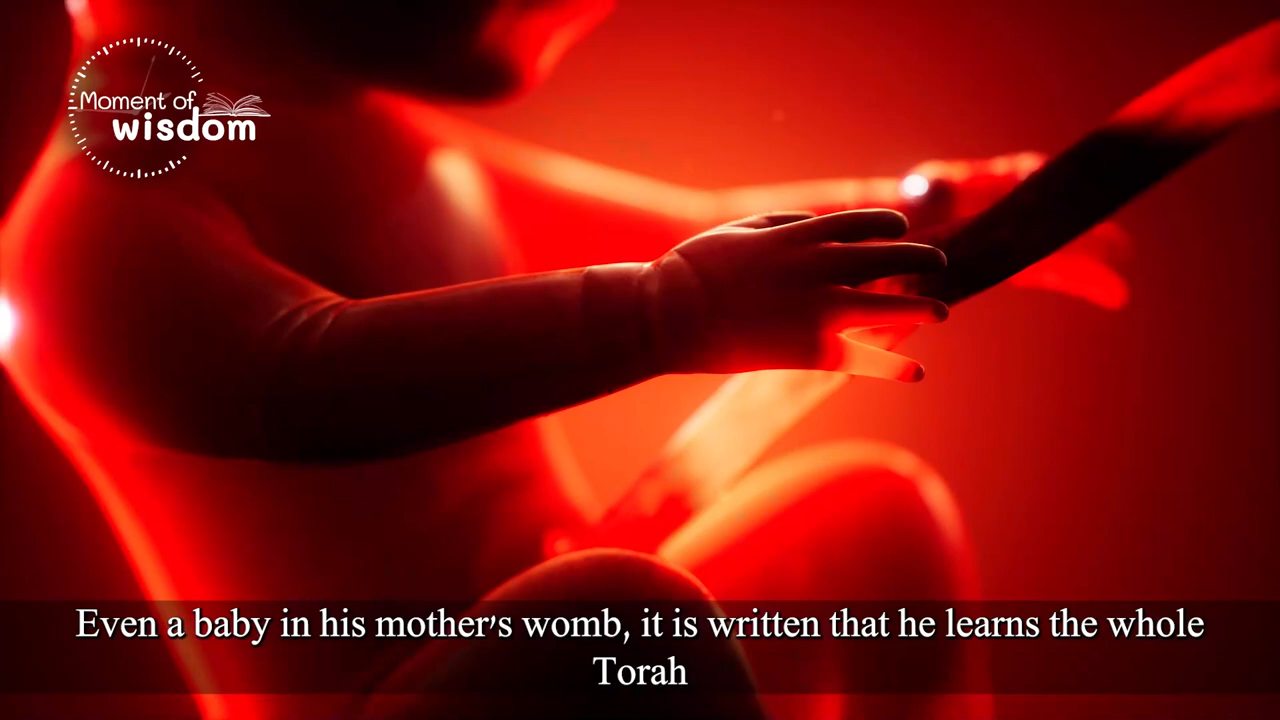 Moment of
wisdom
Even a baby in his mother's womb, it is written that he learns the whole
Torah